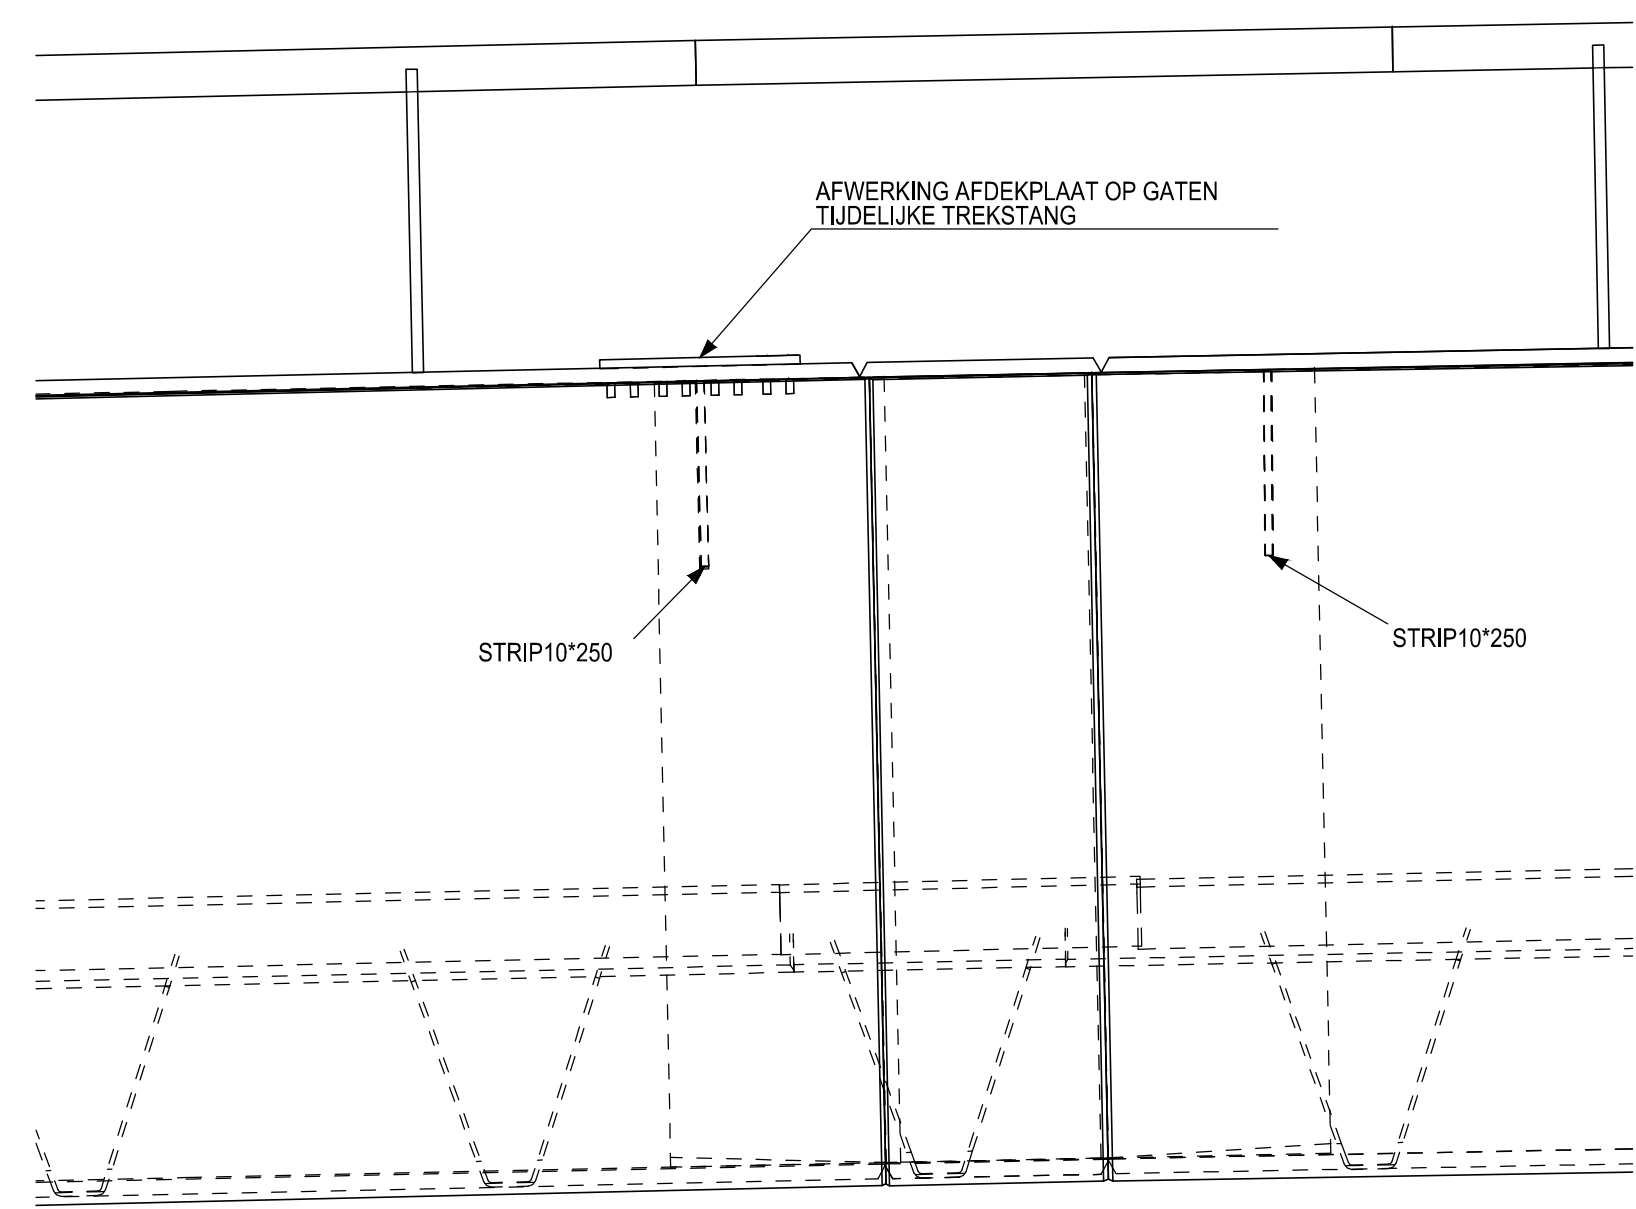 AFWERKING AFDEKPLAAT OP GATEN
TIJDELIJKE TREKSTANG
STRIP10*250
STRIP10*250